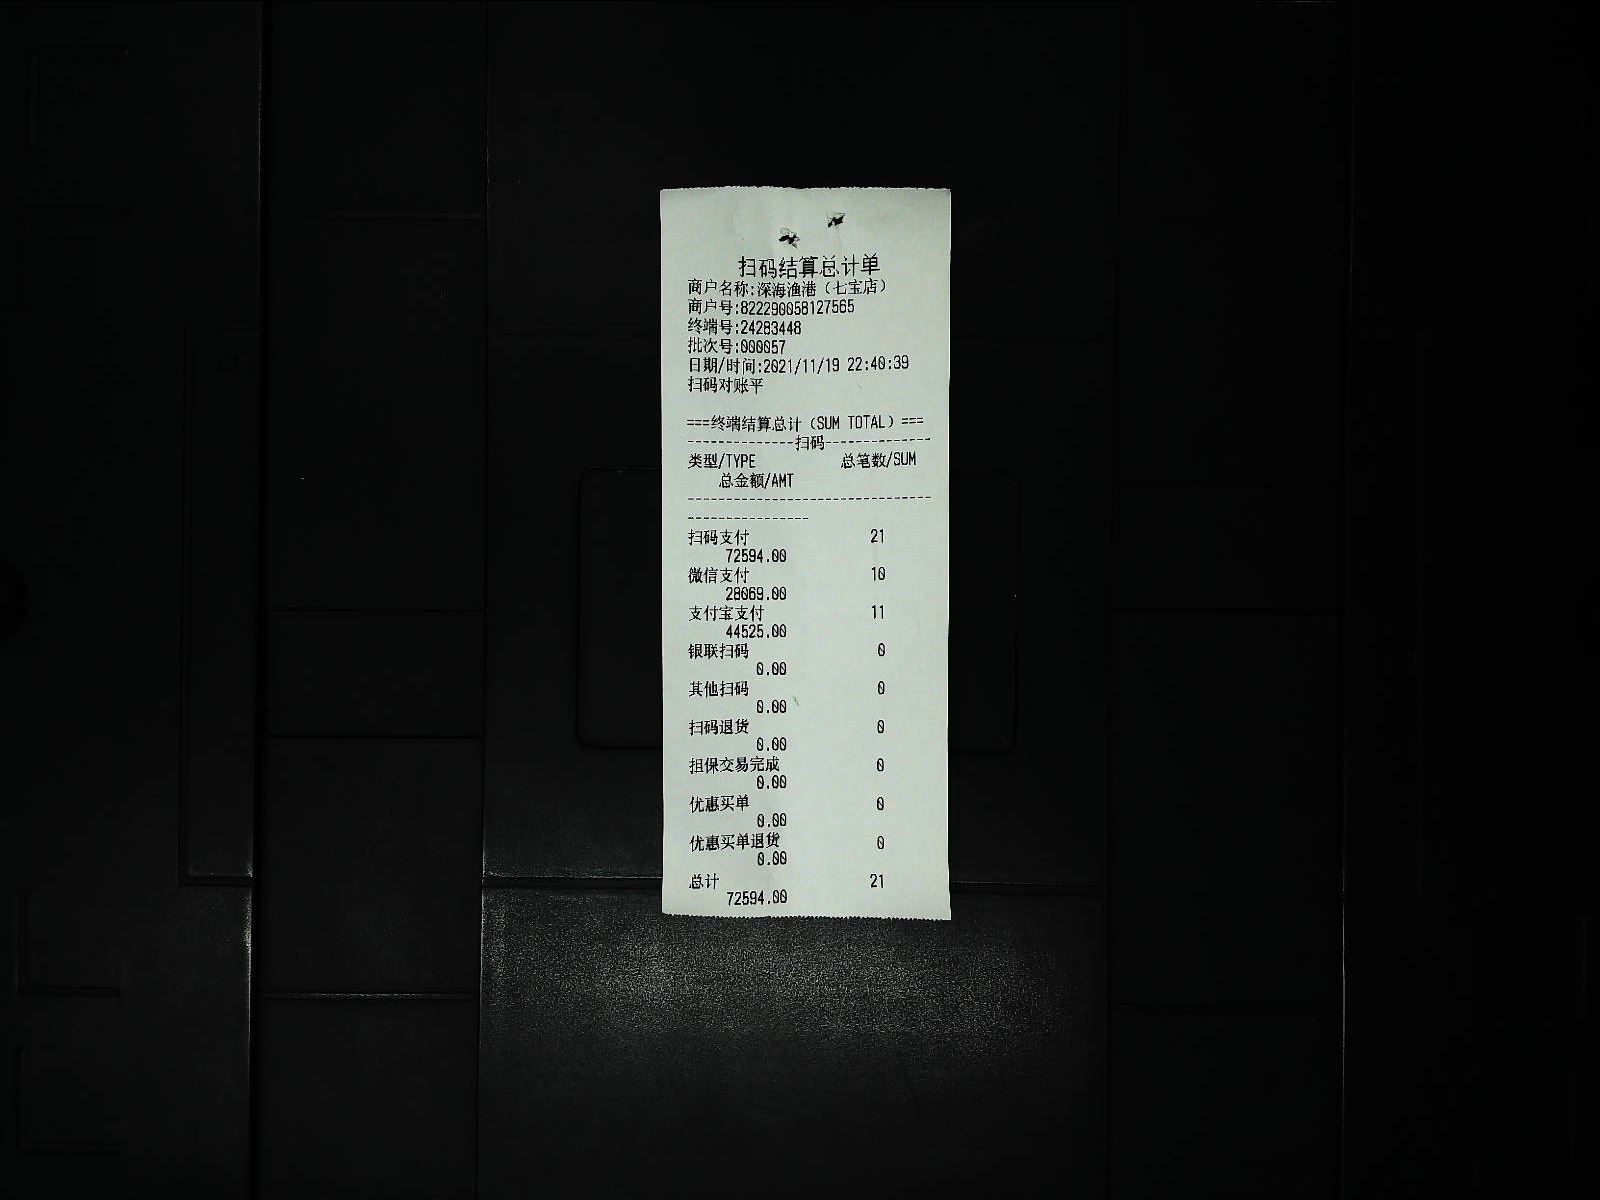 扫码结算总计单
商户名称:深海渔港（七宝店）
商户号:822290058127565
终端号:24283448
批次号:000057
日期/时间:2021/11/19 22:40:39
扫码对账平
===终端结算总计（SUM TOTAL）===
--------------扫码--------------
类型/TYPE 总笔数/SUM
总金额/AMT
--------------------------------
----------------
扫码支付 21
72594.00
微信支付 10
28069.00
支付宝支付 11
44525.00
银联扫码 0
0.00
其他扫码 0
0.00
扫码退货 0
0.00
担保交易完成 0
0.00
优惠买单 0
0.00
优惠买单退货 0
0.00
总计 21
72594.00